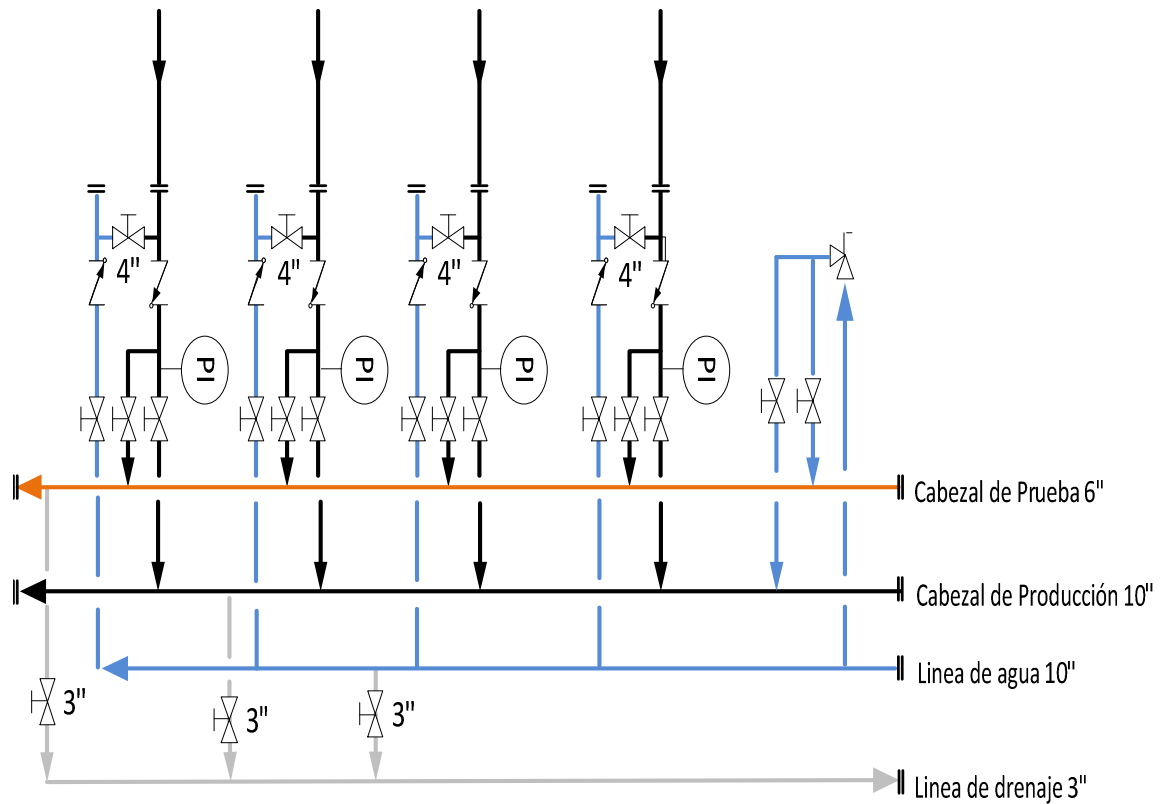 4"
4"
4"
4"
PI
PI
PI
PI
Cabezal de Prueba 6"
Cabezal de Producción 10"
Linea de agua 10"
3"
3"
3"
Linea de drenaje 3"